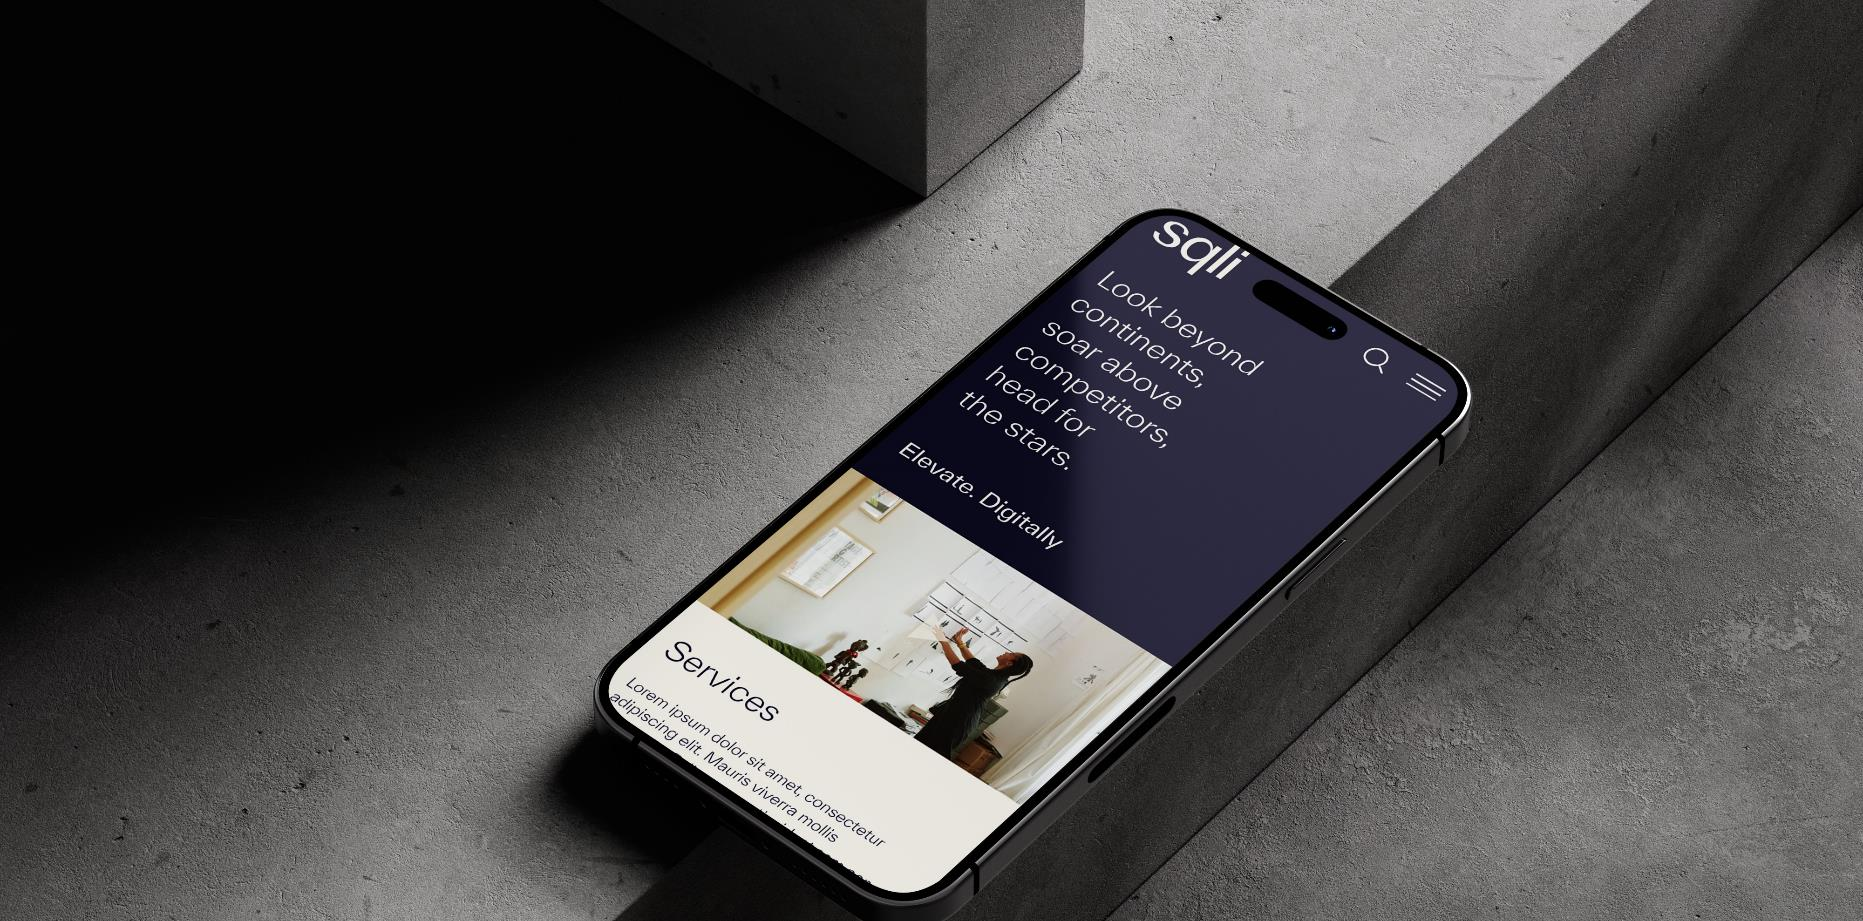 sqli
Look beyond
continents,
soar above
competitors,
head for
the stars.
Elevate. Digitally
Services
Lorem ipsum dolor sit amet, consectetur
adipiscing elit. Mauris viverra mollis